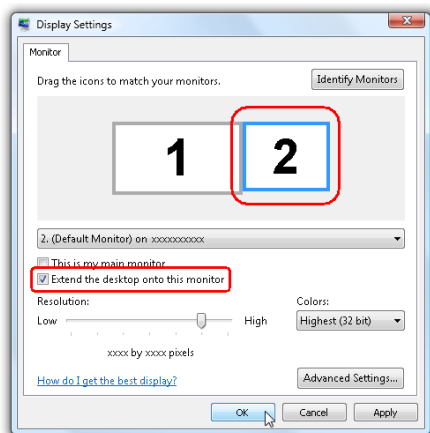 Display Settings
Monitor
Drag the icons to match your monitors.
Identify Monitors
1
2
2. (Default Monitor) on xxxxxxxxxx
This is my main monitor
Extend the desktop onto this monitor
Resolution:
Colors:
Low
High
Highest (32 bit)
xxxx by xxxx pixels
How do I get the best display?
Advanced Settings...
OK
Cancel
Apply